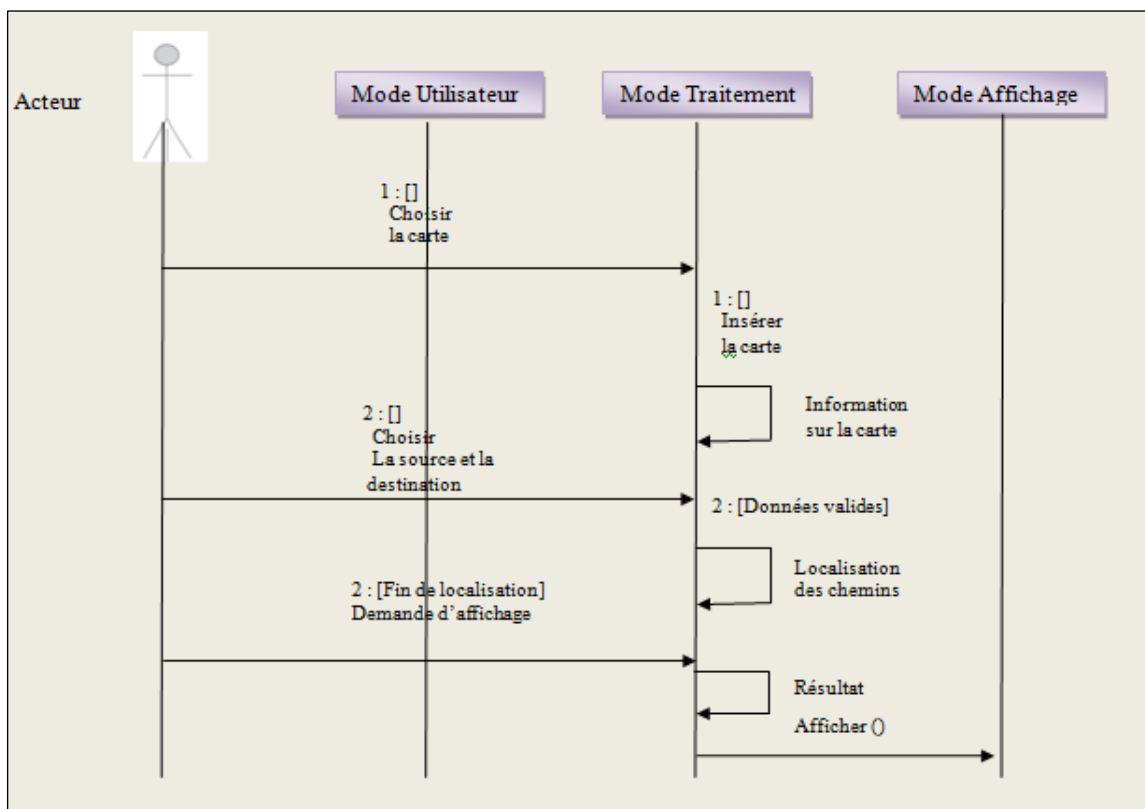 Acteur
Mode Utilisateur
Mode Traitement
Mode Affichage
1 : []
Choisir
la carte
1 : []
Insérer
la carte
Information
sur la carte
2 : []
Choisir
La source et la
destination
2 : [Données valides]
Localisation
des chemins
2 : [Fin de localisation]
Demande d’affichage
Résultat
Afficher ()